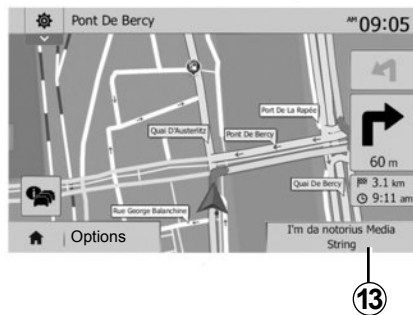 Pont De Bercy
AM 09:05
Port De La Rapée
Quai D'Austerlitz
Pont De Bercy
60 m
Quai De Bercy
3.1 km
9:11 am
Rue George Balanchine
Options
I'm da notorius Media
String
13